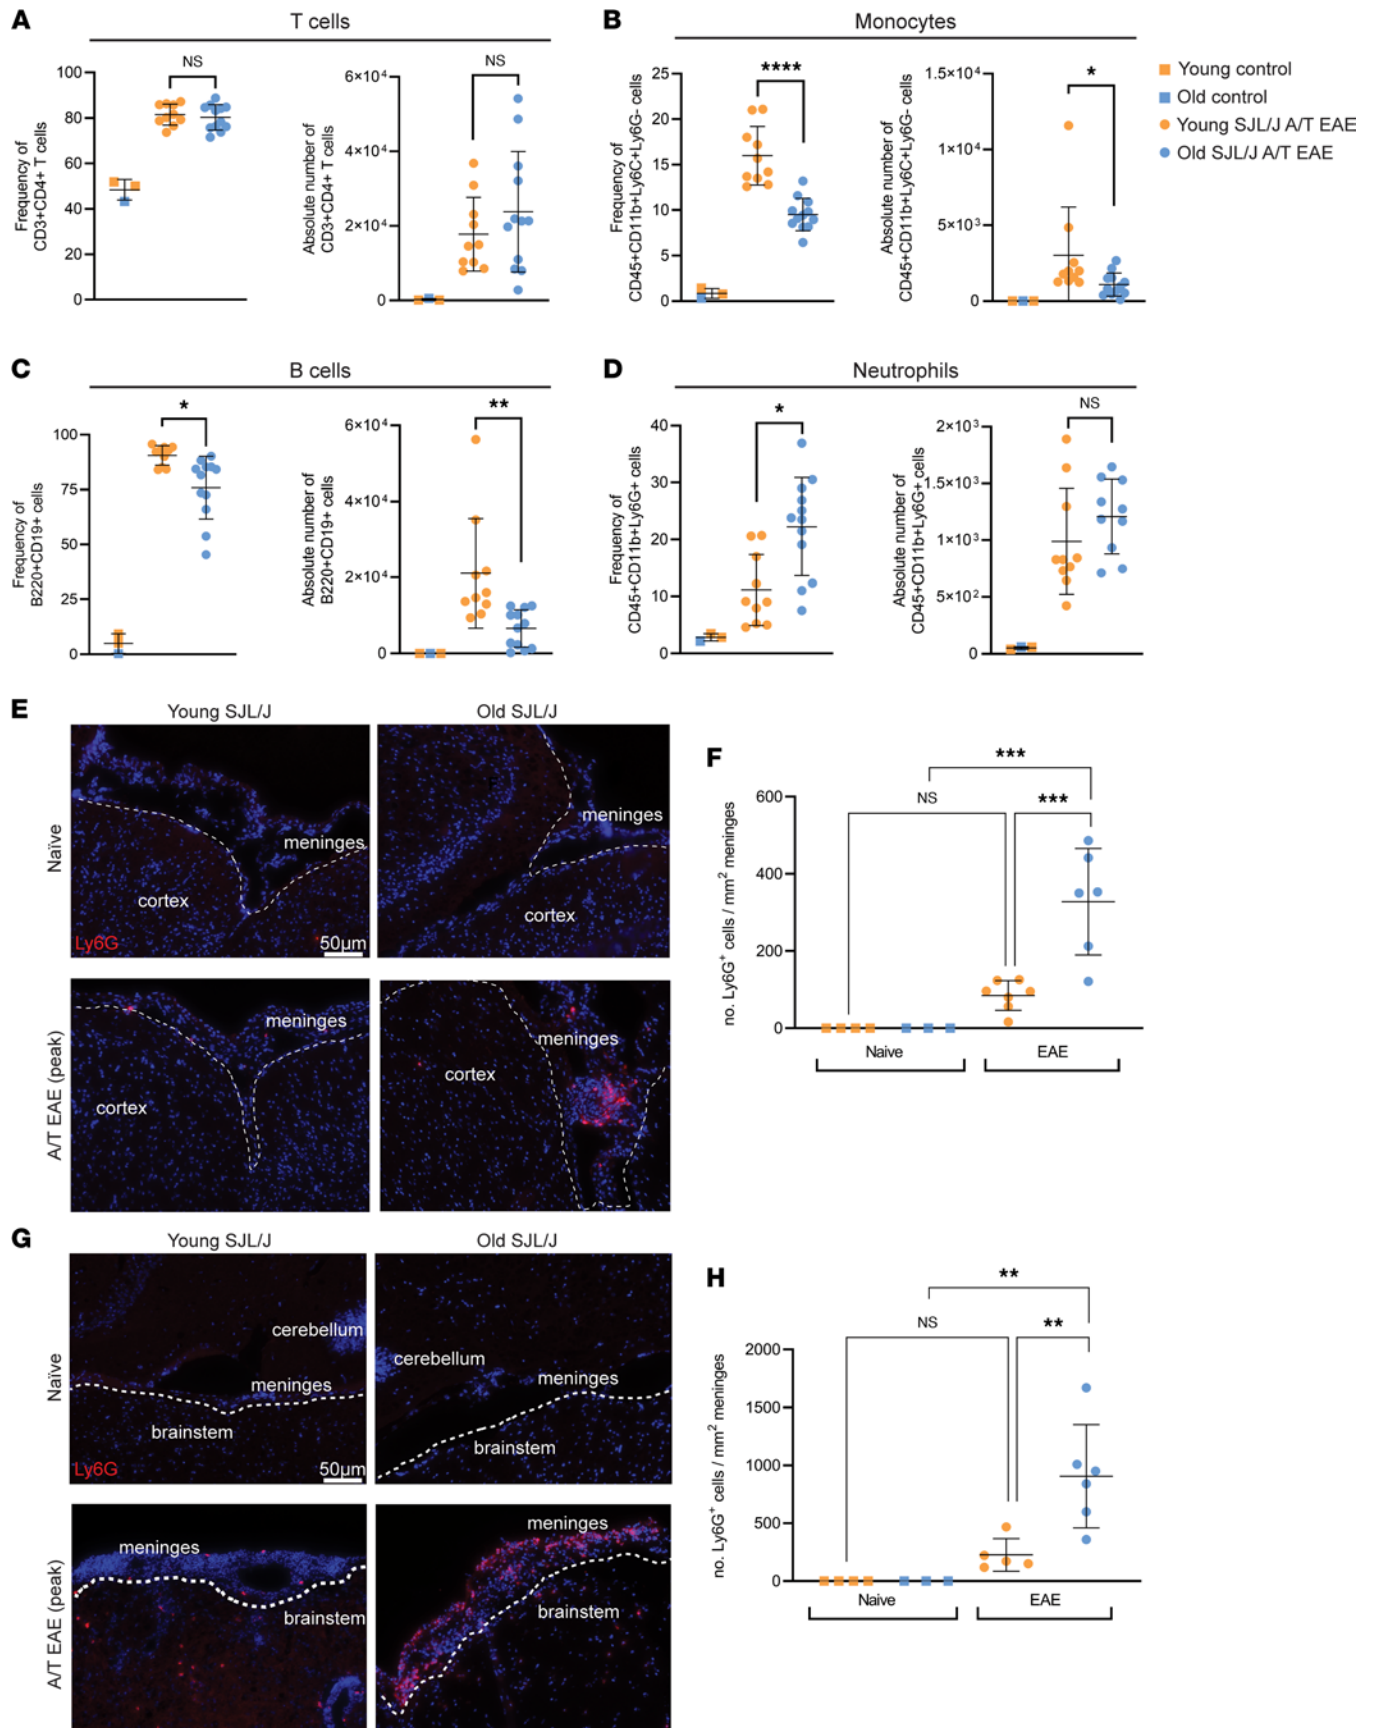 A
T cells
NS
NS
Frequency of
CD3+CD4+ T cells
100
80
60
40
20
0
Absolute number of
CD3+CD4+ T cells
6×10⁴
4×10⁴
2×10⁴
0
B
Monocytes
****
*
Frequency of
CD45+CD11b+Ly6C+Ly6G- cells
25
20
15
10
5
0
Absolute number of
CD45+CD11b+Ly6C+Ly6G- cells
1.5×10⁴
1×10⁴
5×10³
0
Young control
Old control
Young SJL/J A/T EAE
Old SJL/J A/T EAE
C
B cells
*
**
Frequency of
B220+CD19+ cells
100
75
50
25
0
Absolute number of
B220+CD19+ cells
6×10⁴
4×10⁴
2×10⁴
0
D
Neutrophils
*
NS
Frequency of
CD45+CD11b+Ly6G+ cells
40
30
20
10
0
Absolute number of
CD45+CD11b+Ly6G+ cells
2×10³
1.5×10³
1×10³
5×10²
0
E
Young SJL/J
Old SJL/J
Naïve
meninges
cortex
Ly6G
50µm
meninges
cortex
A/T EAE (peak)
meninges
cortex
meninges
cortex
F
***
NS
***
no. Ly6G⁺ cells / mm² meninges
600
400
200
0
Naive
EAE
G
Young SJL/J
Old SJL/J
Naïve
cerebellum
meninges
brainstem
Ly6G
50µm
cerebellum
meninges
brainstem
A/T EAE (peak)
meninges
brainstem
meninges
brainstem
H
**
NS
**
no. Ly6G⁺ cells / mm² meninges
2000
1500
1000
500
0
Naive
EAE